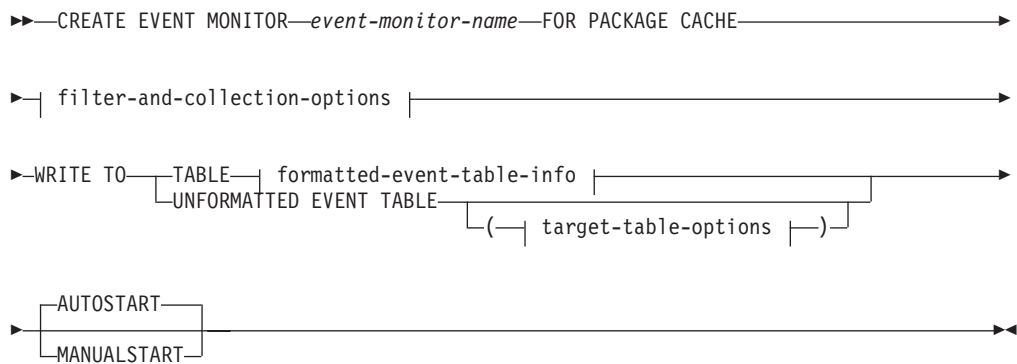 CREATE EVENT MONITOR event-monitor-name FOR PACKAGE CACHE
filter-and-collection-options
WRITE TO TABLE formatted-event-table-info
UNFORMATTED EVENT TABLE
( target-table-options )
AUTOSTART
MANUALSTART